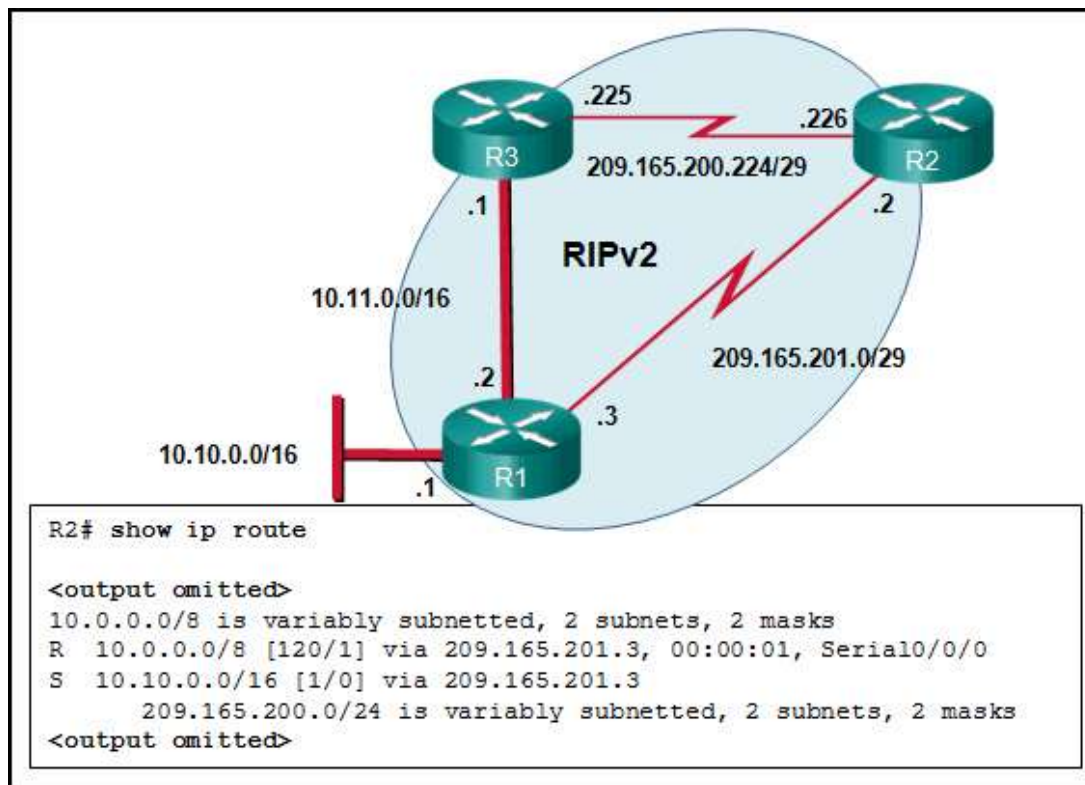 .225
.226
R3
R2
209.165.200.224/29
.1
.2
RIPv2
10.11.0.0/16
209.165.201.0/29
.2
.3
10.10.0.0/16
R1
.1
R2# show ip route
<output omitted>
10.0.0.0/8 is variably subnetted, 2 subnets, 2 masks
R 10.0.0.0/8 [120/1] via 209.165.201.3, 00:00:01, Serial0/0/0
S 10.10.0.0/16 [1/0] via 209.165.201.3
209.165.200.0/24 is variably subnetted, 2 subnets, 2 masks
<output omitted>